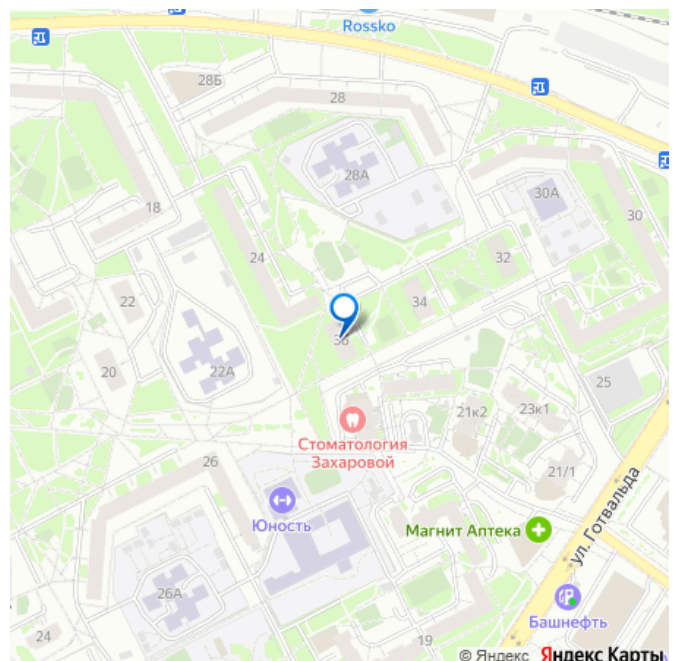 Rossko
28Б
28
28А
18
30А
30
24
32
22
34
36
20
22А
25
21к2
23к1
Стоматология
Захаровой
26
21/1
Юность
Магнит Аптека
ул. Готвальда
26А
Башнефть
24
19
© Яндекс Яндекс Карты